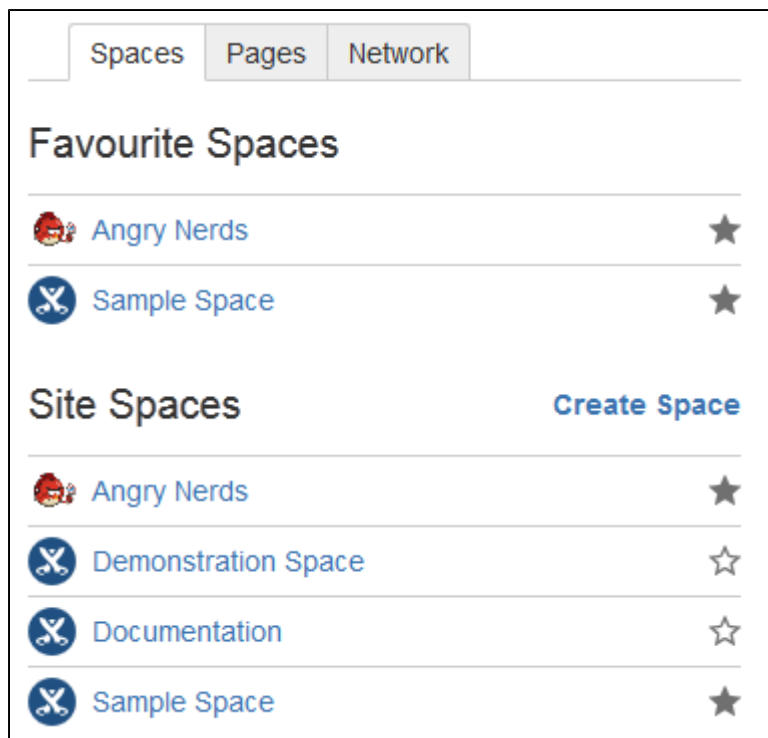 Spaces Pages Network
Favourite Spaces
Angry Nerds
Sample Space
Site Spaces Create Space
Angry Nerds
Demonstration Space
Documentation
Sample Space